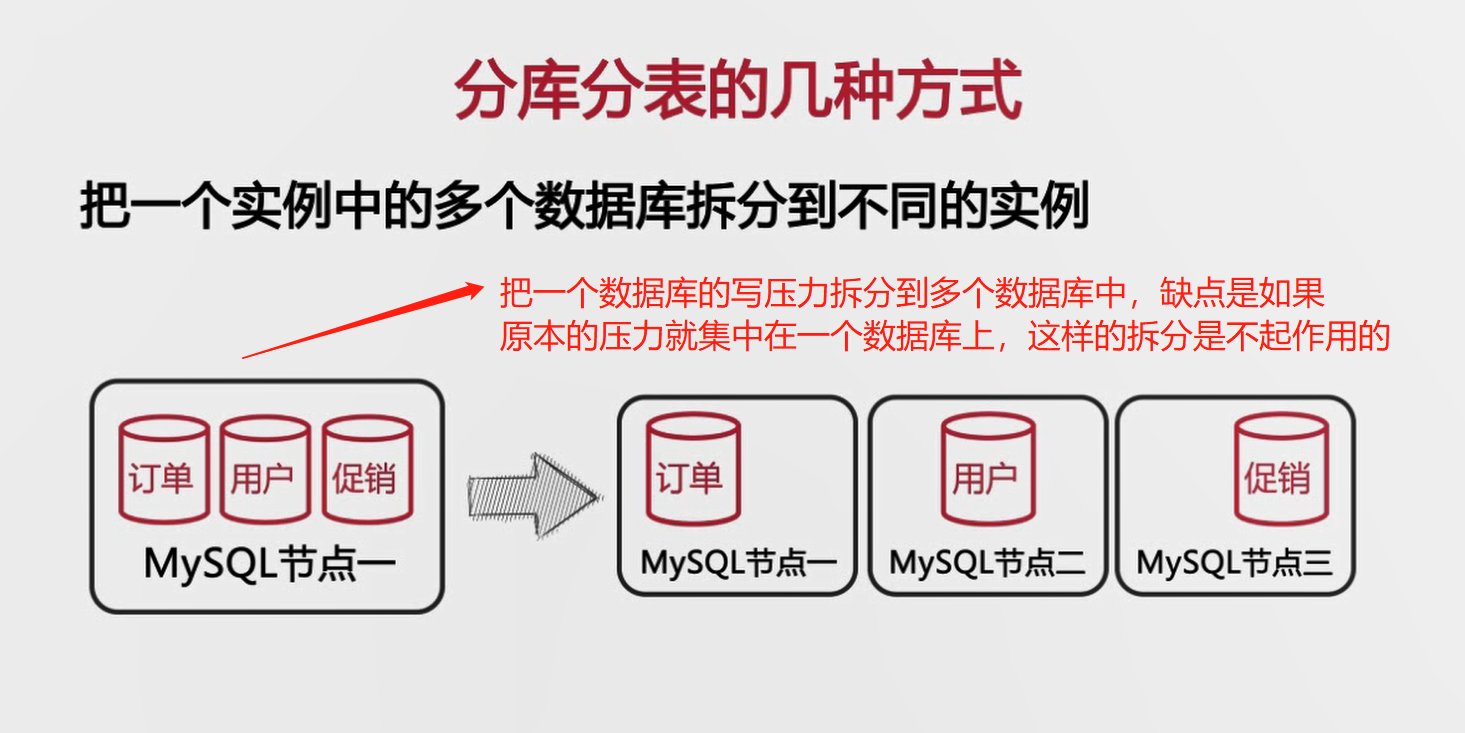 分库分表的几种方式
把一个实例中的多个数据库拆分到不同的实例
把一个数据库的写压力拆分到多个数据库中，缺点是如果
原本的压力就集中在一个数据库上，这样的拆分是不起作用的
订单 用户 促销
MySQL节点一
订单
MySQL节点一
用户
MySQL节点二
促销
MySQL节点三